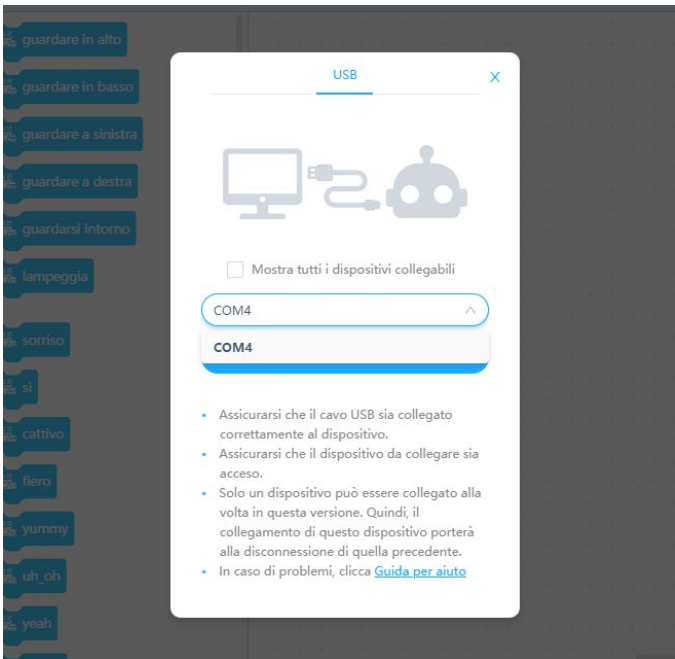 guardare in alto
guardare in basso
guardare a sinistra
guardare a destra
guardarsi intorno
lampeggia
sorriso
sì
cattivo
fiero
yummy
uh_oh
yeah
USB
X
Mostra tutti i dispositivi collegabili
COM4
COM4
Assicurarsi che il cavo USB sia collegato
correttamente al dispositivo.
Assicurarsi che il dispositivo da collegare sia
acceso.
Solo un dispositivo può essere collegato alla
volta in questa versione. Quindi, il
collegamento di questo dispositivo porterà
alla disconnessione di quella precedente.
In caso di problemi, clicca Guida per aiuto